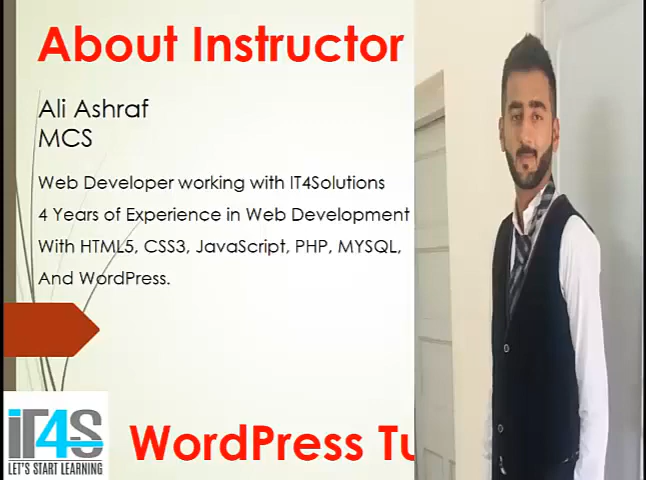 About Instructor
Ali Ashraf
MCS
Web Developer working with IT4Solutions
4 Years of Experience in Web Development
With HTML5, CSS3, JavaScript, PHP, MYSQL,
And WordPress.
iT4S
LET'S START LEARNING
WordPress Tu